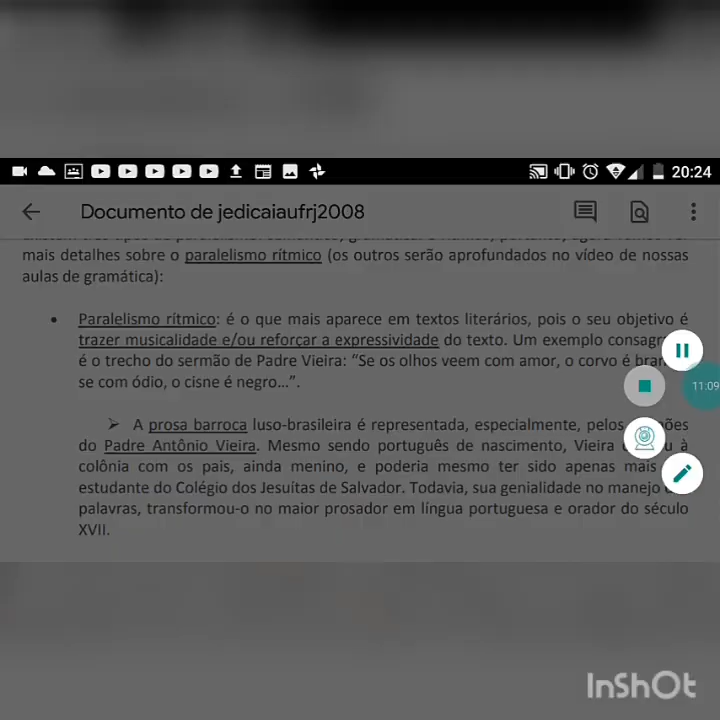 20:24
Documento de jedicaiaufrj2008
mais detalhes sobre o paralelismo rítmico (os outros serão aprofundados no vídeo de nossas
aulas de gramática):
• Paralelismo rítmico: é o que mais aparece em textos literários, pois o seu objetivo é
trazer musicalidade e/ou reforçar a expressividade do texto. Um exemplo
é o trecho do sermão de Padre Vieira: “Se os olhos veem com amor, o corvo é
se com ódio, o cisne é negro...”.
➢ A prosa barroca luso-brasileira é representada, especialmente, pelos
do Padre Antônio Vieira. Mesmo sendo português de nascimento, Vieira à
colônia com os pais, ainda menino, e poderia mesmo ter sido apenas mais
estudante do Colégio dos Jesuítas de Salvador. Todavia, sua genialidade no manejo
palavras, transformou-o no maior prosador em língua portuguesa e orador do século
XVII.
11:09
InShOt